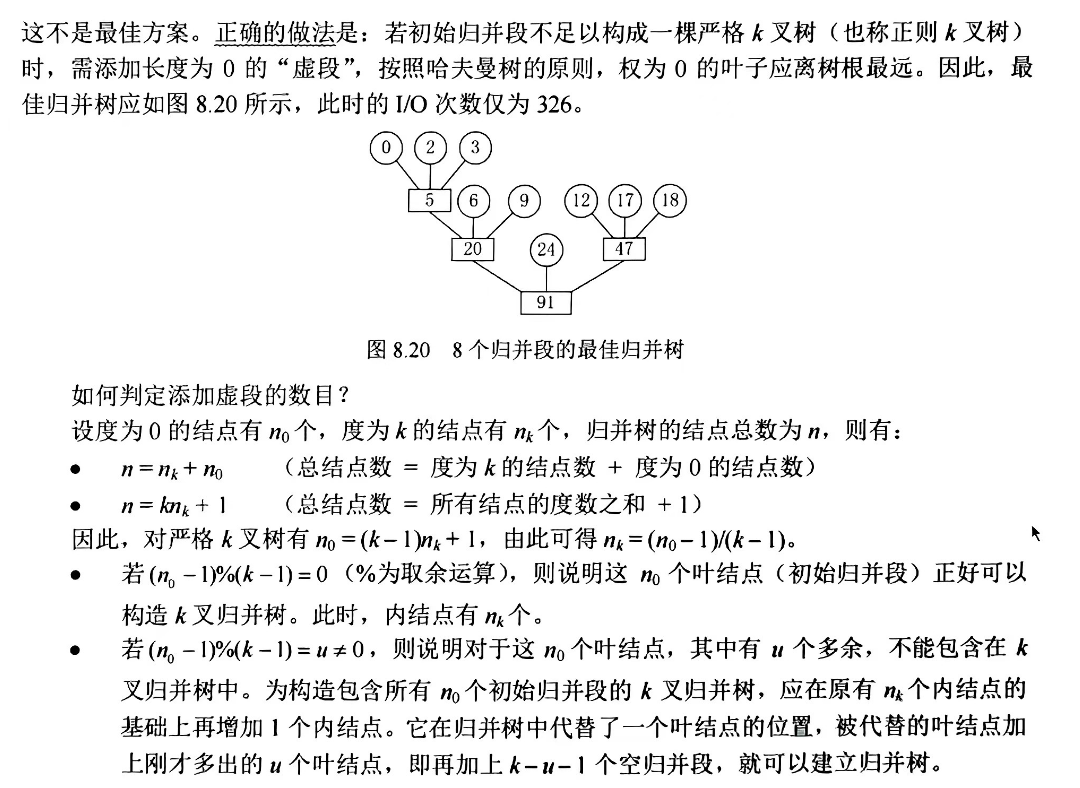 这不是最佳方案。正确的做法是：若初始归并段不足以构成一棵严格 k 叉树（也称正则 k 叉树）
时，需添加长度为 0 的“虚段”，按照哈夫曼树的原则，权为 0 的叶子应离树根最远。因此，最
佳归并树应如图 8.20 所示，此时的 I/O 次数仅为 326。
0 2 3
5 6 9 12 17 18
20 24 47
91
图 8.20 8 个归并段的最佳归并树
如何判定添加虚段的数目？
设度为 0 的结点有 n₀ 个，度为 k 的结点有 nₖ 个，归并树的结点总数为 n，则有：
● n = nₖ + n₀ （总结点数 = 度为 k 的结点数 + 度为 0 的结点数）
● n = knₖ + 1 （总结点数 = 所有结点的度数之和 + 1）
因此，对严格 k 叉树有 n₀ = (k − 1)nₖ + 1，由此可得 nₖ = (n₀ − 1)/(k − 1)。
● 若 (n₀ − 1)%(k − 1) = 0（%为取余运算），则说明这 n₀ 个叶结点（初始归并段）正好可以
构造 k 叉归并树。此时，内结点有 nₖ 个。
● 若 (n₀ − 1)%(k − 1) = u ≠ 0，则说明对于这 n₀ 个叶结点，其中有 u 个多余，不能包含在 k
叉归并树中。为构造包含所有 n₀ 个初始归并段的 k 叉归并树，应在原有 nₖ 个内结点的
基础上再增加 1 个内结点。它在归并树中代替了一个叶结点的位置，被代替的叶结点加
上刚才多出的 u 个叶结点，即再加上 k − u − 1 个空归并段，就可以建立归并树。